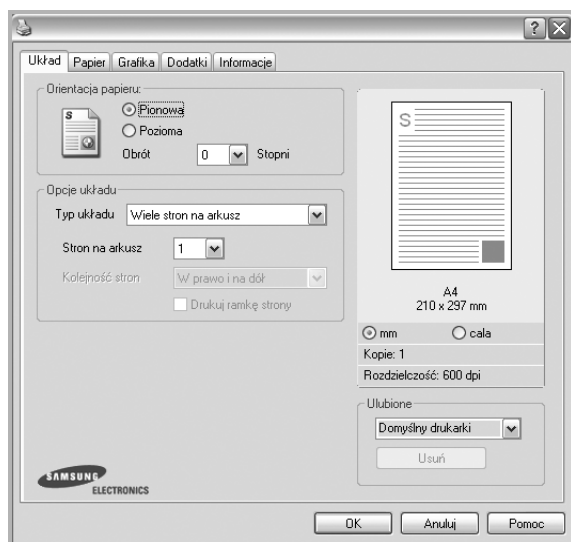 Układ Papier Grafika Dodatki Informacje
Orientacja papieru:
S
Pionowa
Pozioma
Obrót 0 Stopni
Opcje układu
Typ układu Wiele stron na arkusz
Stron na arkusz 1
Kolejność stron W prawo i na dół
Drukuj ramkę strony
SAMSUNG
ELECTRONICS
S
A4
210 x 297 mm
mm cala
Kopie: 1
Rozdzielczość: 600 dpi
Ulubione
Domyślny drukarki
Usuń
OK Anuluj Pomoc